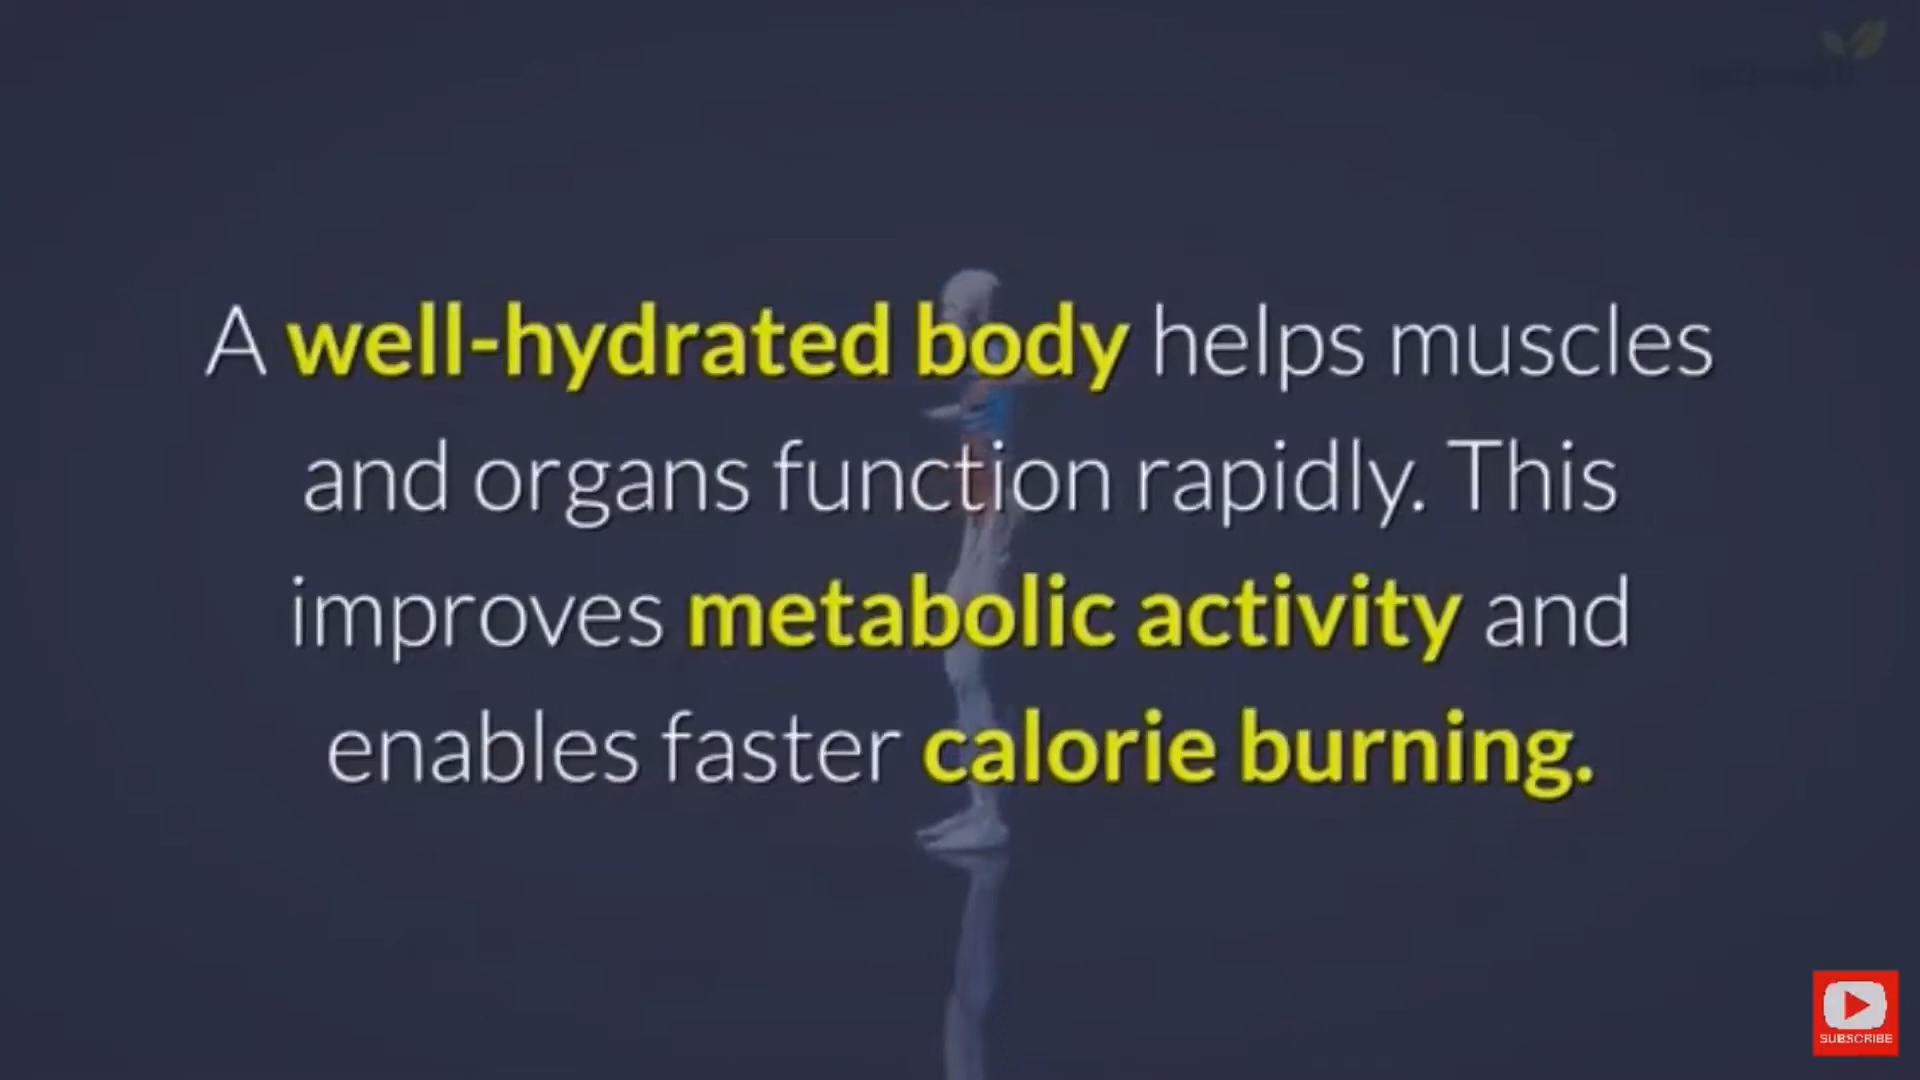 A well-hydrated body helps muscles
and organs function rapidly. This
improves metabolic activity and
enables faster calorie burning.
SUBSCRIBE